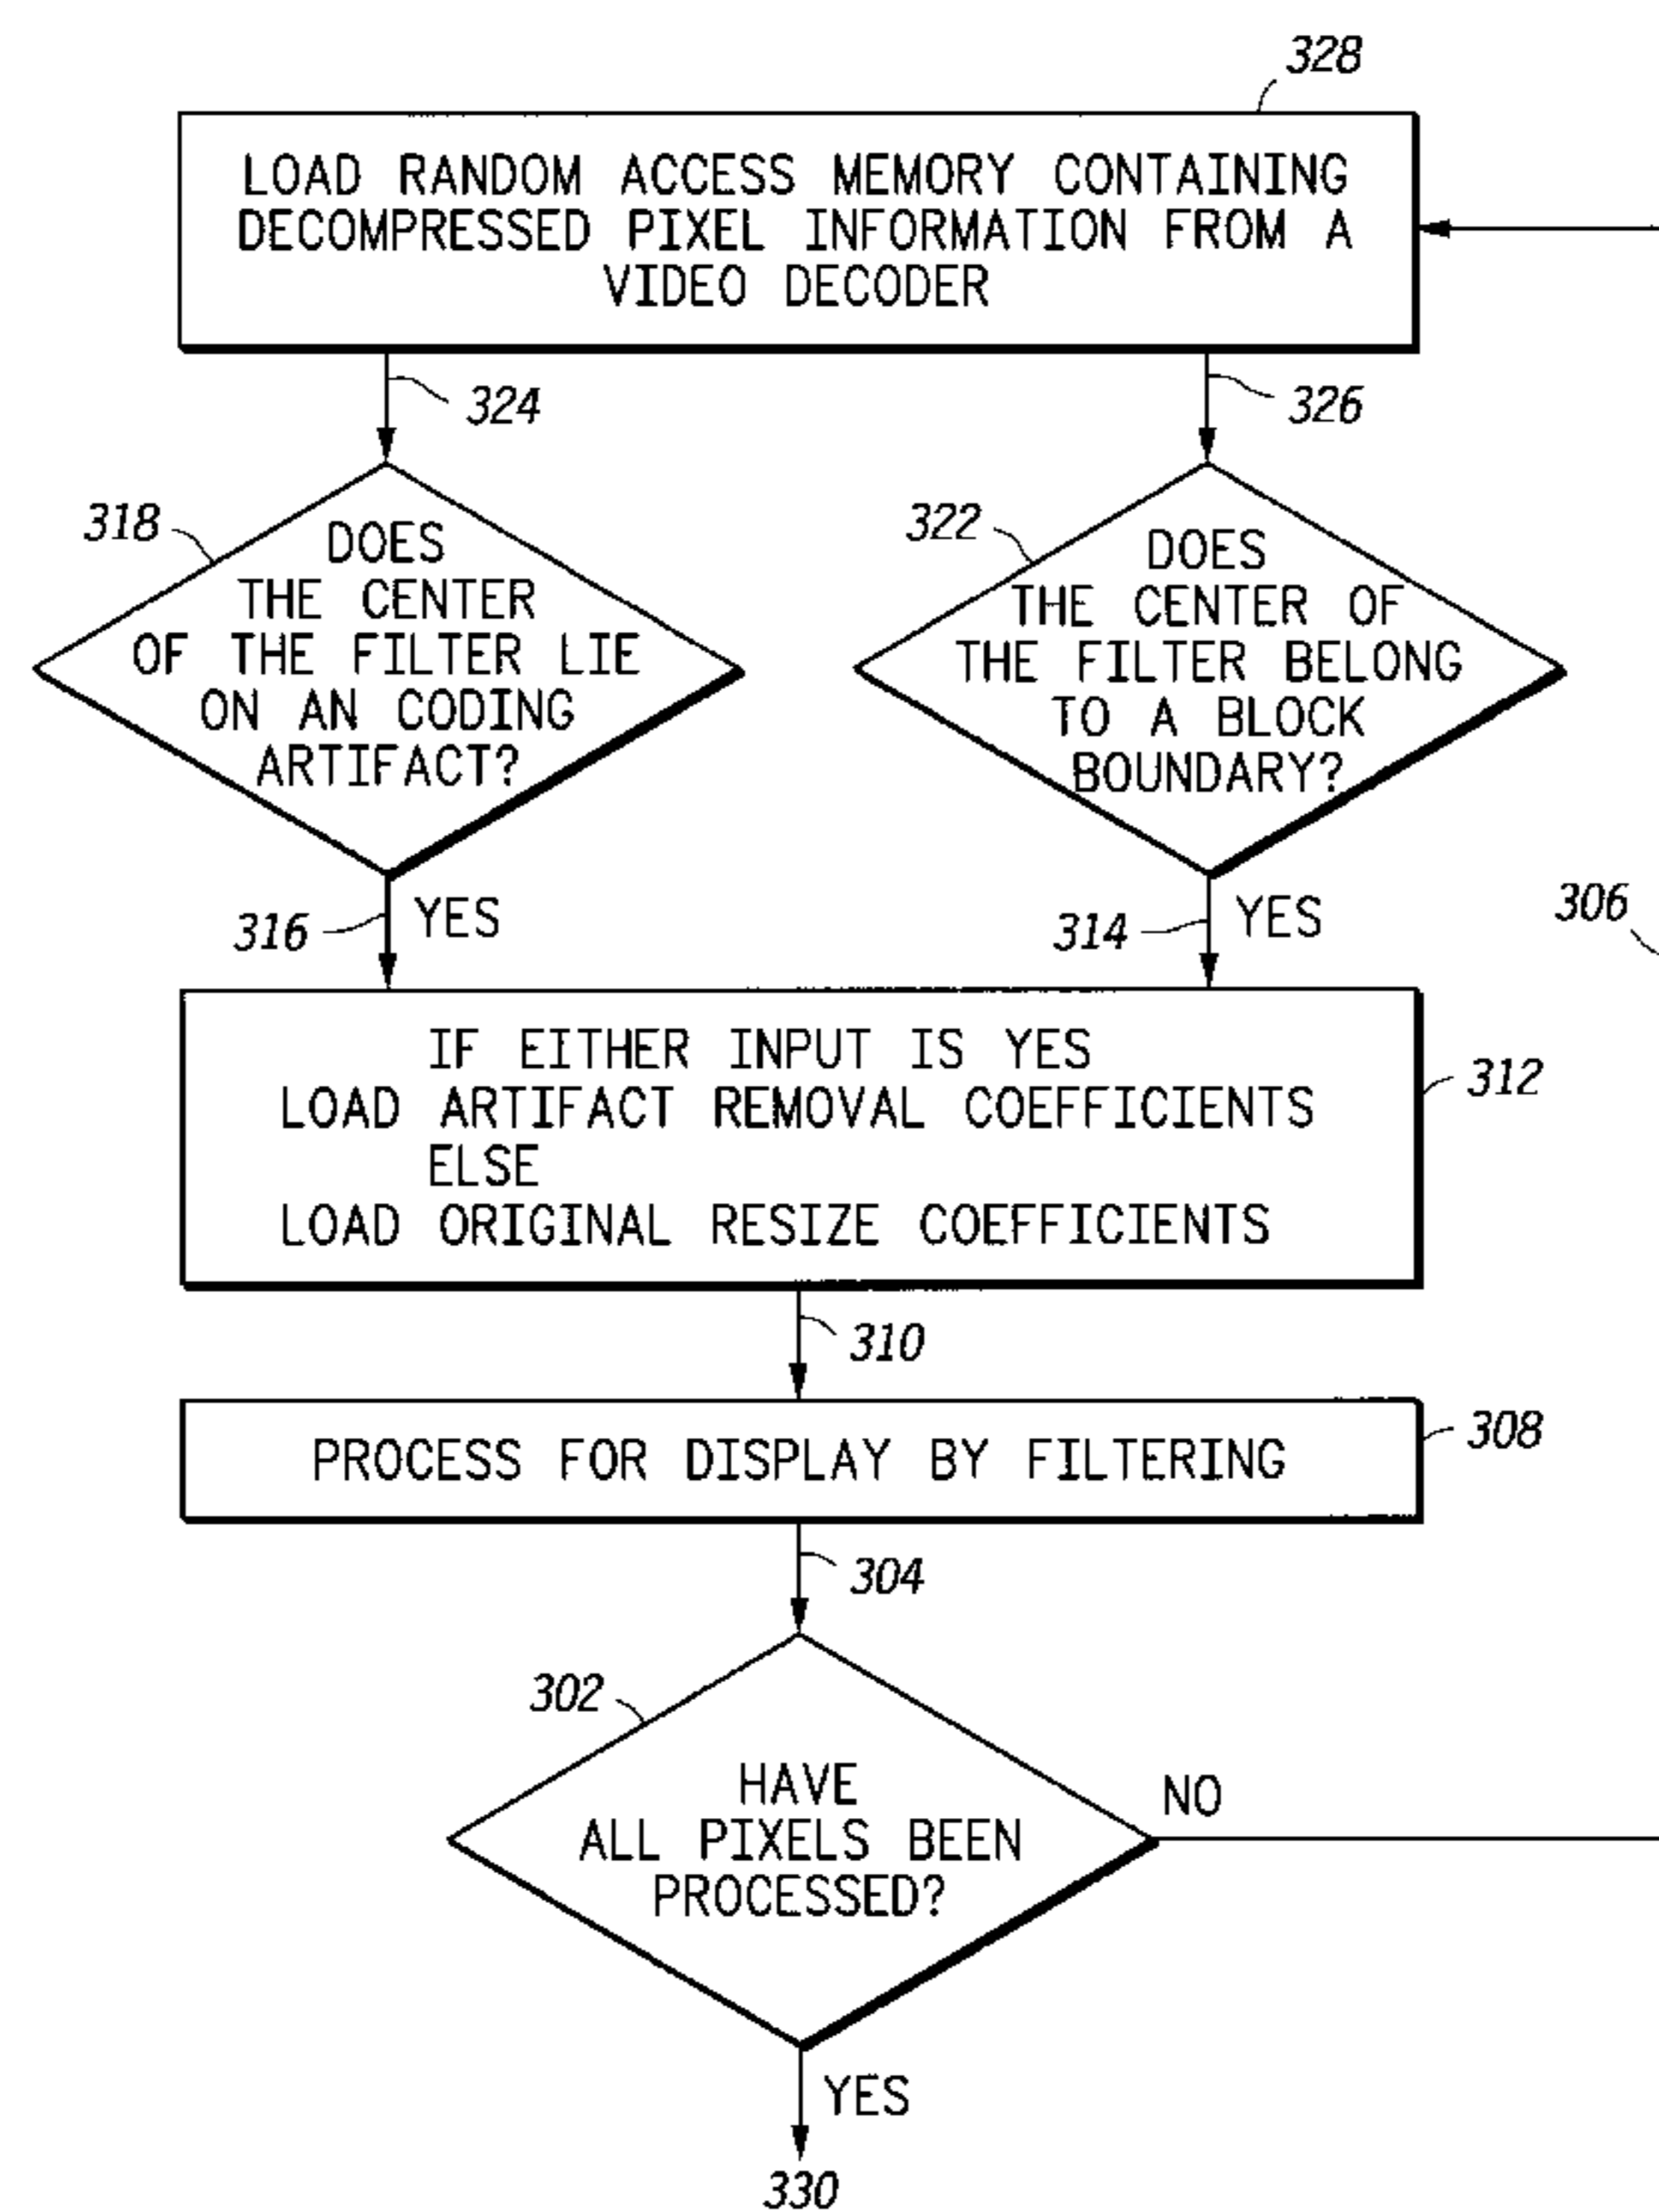 328
LOAD RANDOM ACCESS MEMORY CONTAINING
DECOMPRESSED PIXEL INFORMATION FROM A
VIDEO DECODER
324
326
318
DOES
THE CENTER
OF THE FILTER LIE
ON AN CODING
ARTIFACT?
322
DOES
THE CENTER OF
THE FILTER BELONG
TO A BLOCK
BOUNDARY?
316
YES
314
YES
306
IF EITHER INPUT IS YES
LOAD ARTIFACT REMOVAL COEFFICIENTS
ELSE
LOAD ORIGINAL RESIZE COEFFICIENTS
312
310
PROCESS FOR DISPLAY BY FILTERING
308
304
302
HAVE
ALL PIXELS BEEN
PROCESSED?
NO
YES
330